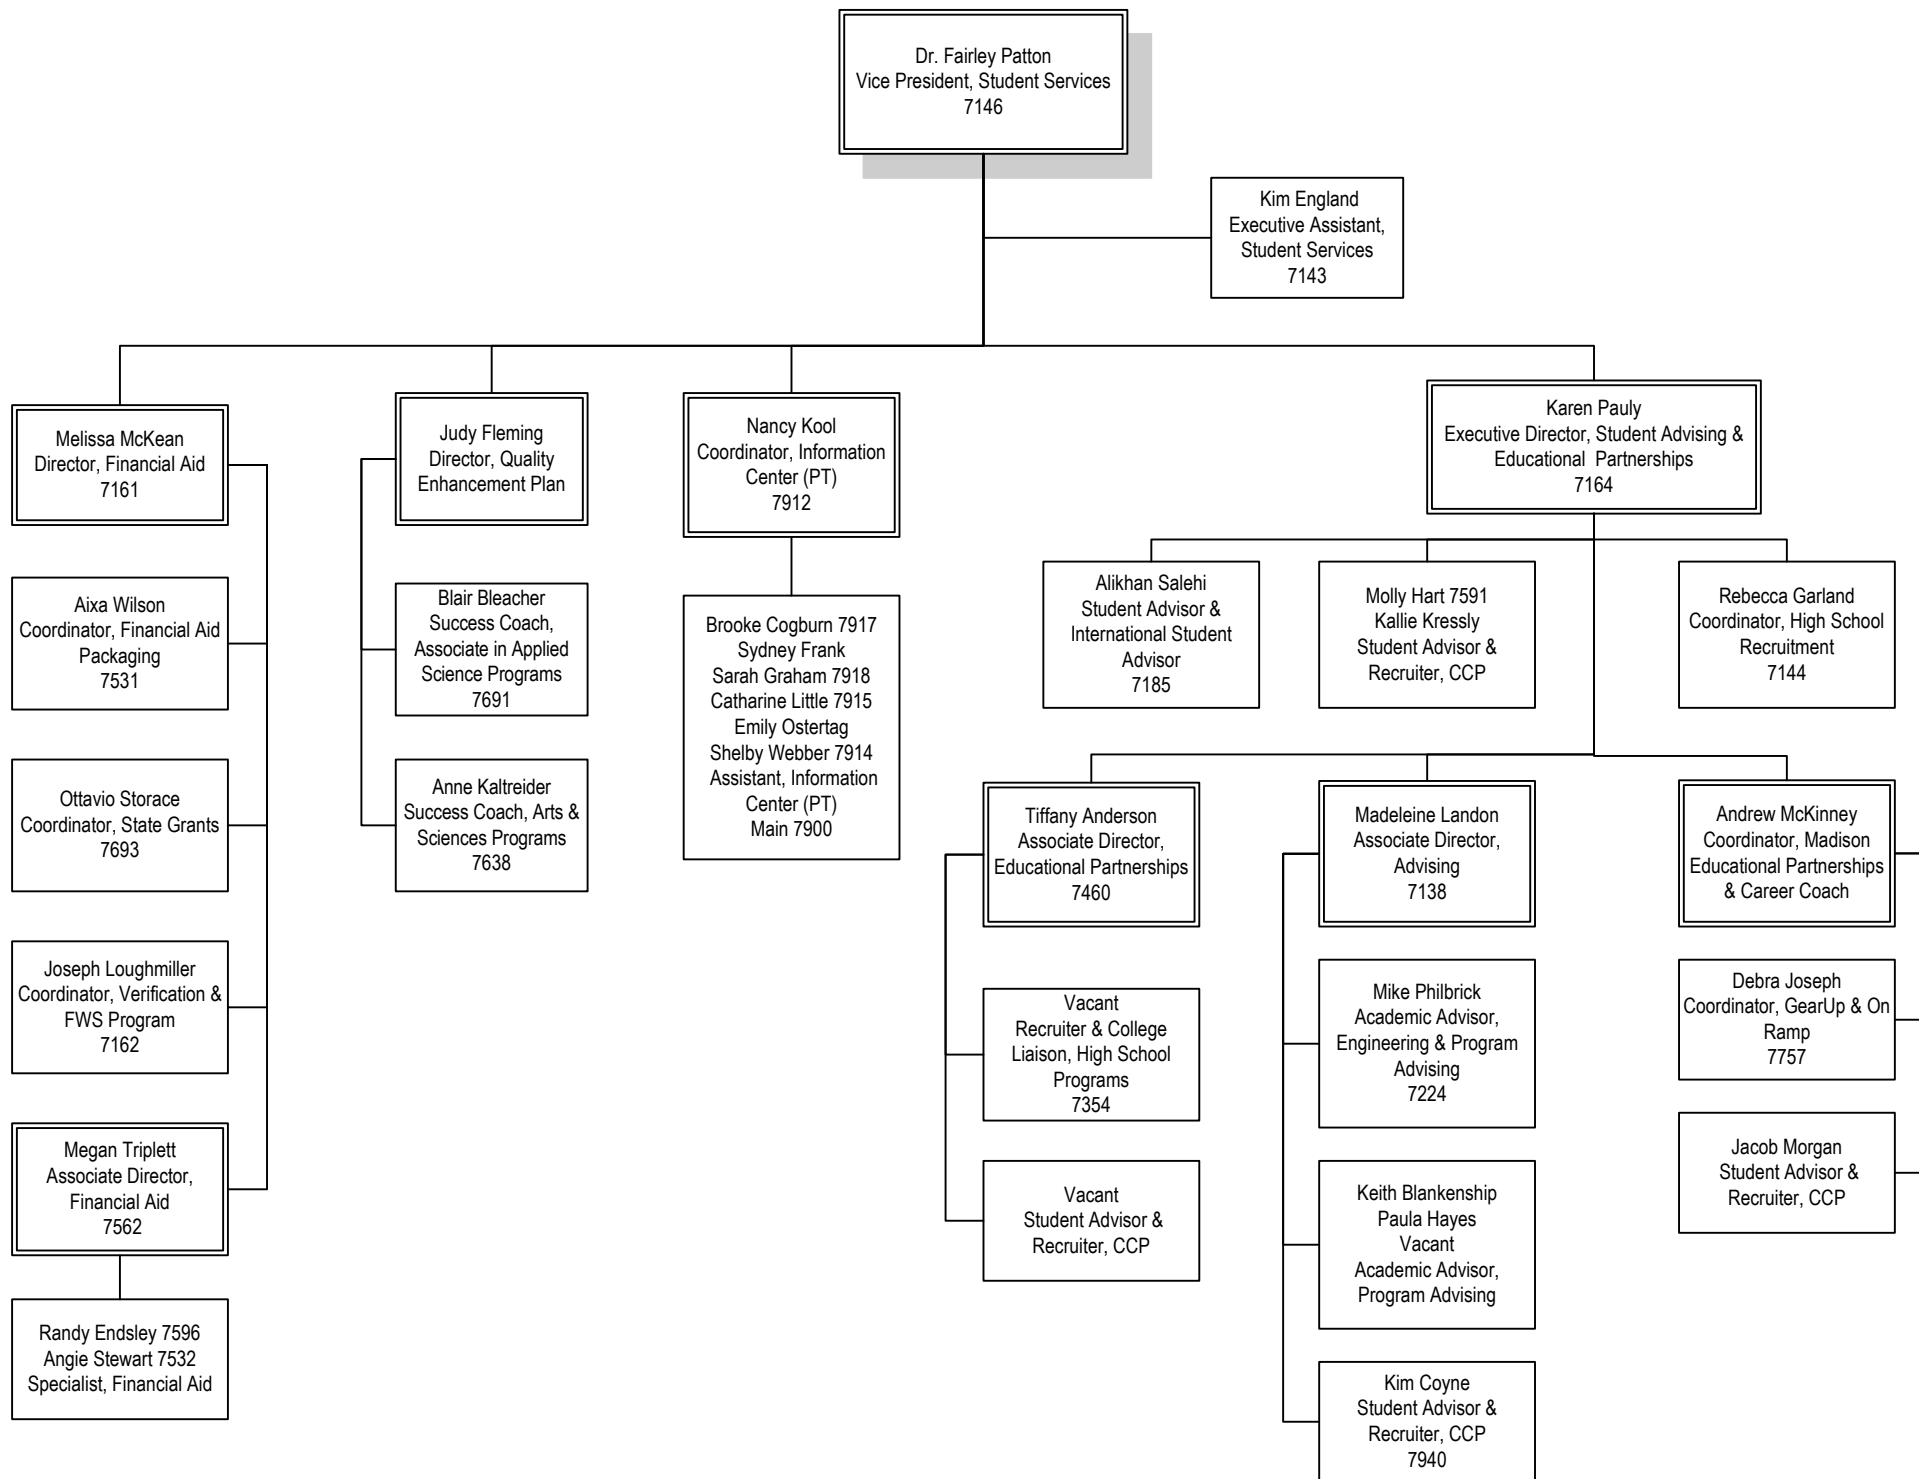 Dr. Fairley Patton
Vice President, Student Services
7146
Kim England
Executive Assistant,
Student Services
7143
Melissa McKean
Director, Financial Aid
7161
Judy Fleming
Director, Quality
Enhancement Plan
Nancy Kool
Coordinator, Information
Center (PT)
7912
Karen Pauly
Executive Director, Student Advising &
Educational Partnerships
7164
Aixa Wilson
Coordinator, Financial Aid
Packaging
7531
Blair Bleacher
Success Coach,
Associate in Applied
Science Programs
7691
Brooke Cogburn 7917
Sydney Frank
Sarah Graham 7918
Catharine Little 7915
Emily Ostertag
Shelby Webber 7914
Assistant, Information
Center (PT)
Main 7900
Alikhan Salehi
Student Advisor &
International Student
Advisor
7185
Molly Hart 7591
Kallie Kressly
Student Advisor &
Recruiter, CCP
Rebecca Garland
Coordinator, High School
Recruitment
7144
Ottavio Storace
Coordinator, State Grants
7693
Anne Kaltreider
Success Coach, Arts &
Sciences Programs
7638
Tiffany Anderson
Associate Director,
Educational Partnerships
7460
Madeleine Landon
Associate Director,
Advising
7138
Andrew McKinney
Coordinator, Madison
Educational Partnerships
& Career Coach
Joseph Loughmiller
Coordinator, Verification &
FWS Program
7162
Vacant
Recruiter & College
Liaison, High School
Programs
7354
Mike Philbrick
Academic Advisor,
Engineering & Program
Advising
7224
Debra Joseph
Coordinator, GearUp & On
Ramp
7757
Megan Triplett
Associate Director,
Financial Aid
7562
Vacant
Student Advisor &
Recruiter, CCP
Keith Blankenship
Paula Hayes
Vacant
Academic Advisor,
Program Advising
Jacob Morgan
Student Advisor &
Recruiter, CCP
Randy Endsley 7596
Angie Stewart 7532
Specialist, Financial Aid
Kim Coyne
Student Advisor &
Recruiter, CCP
7940